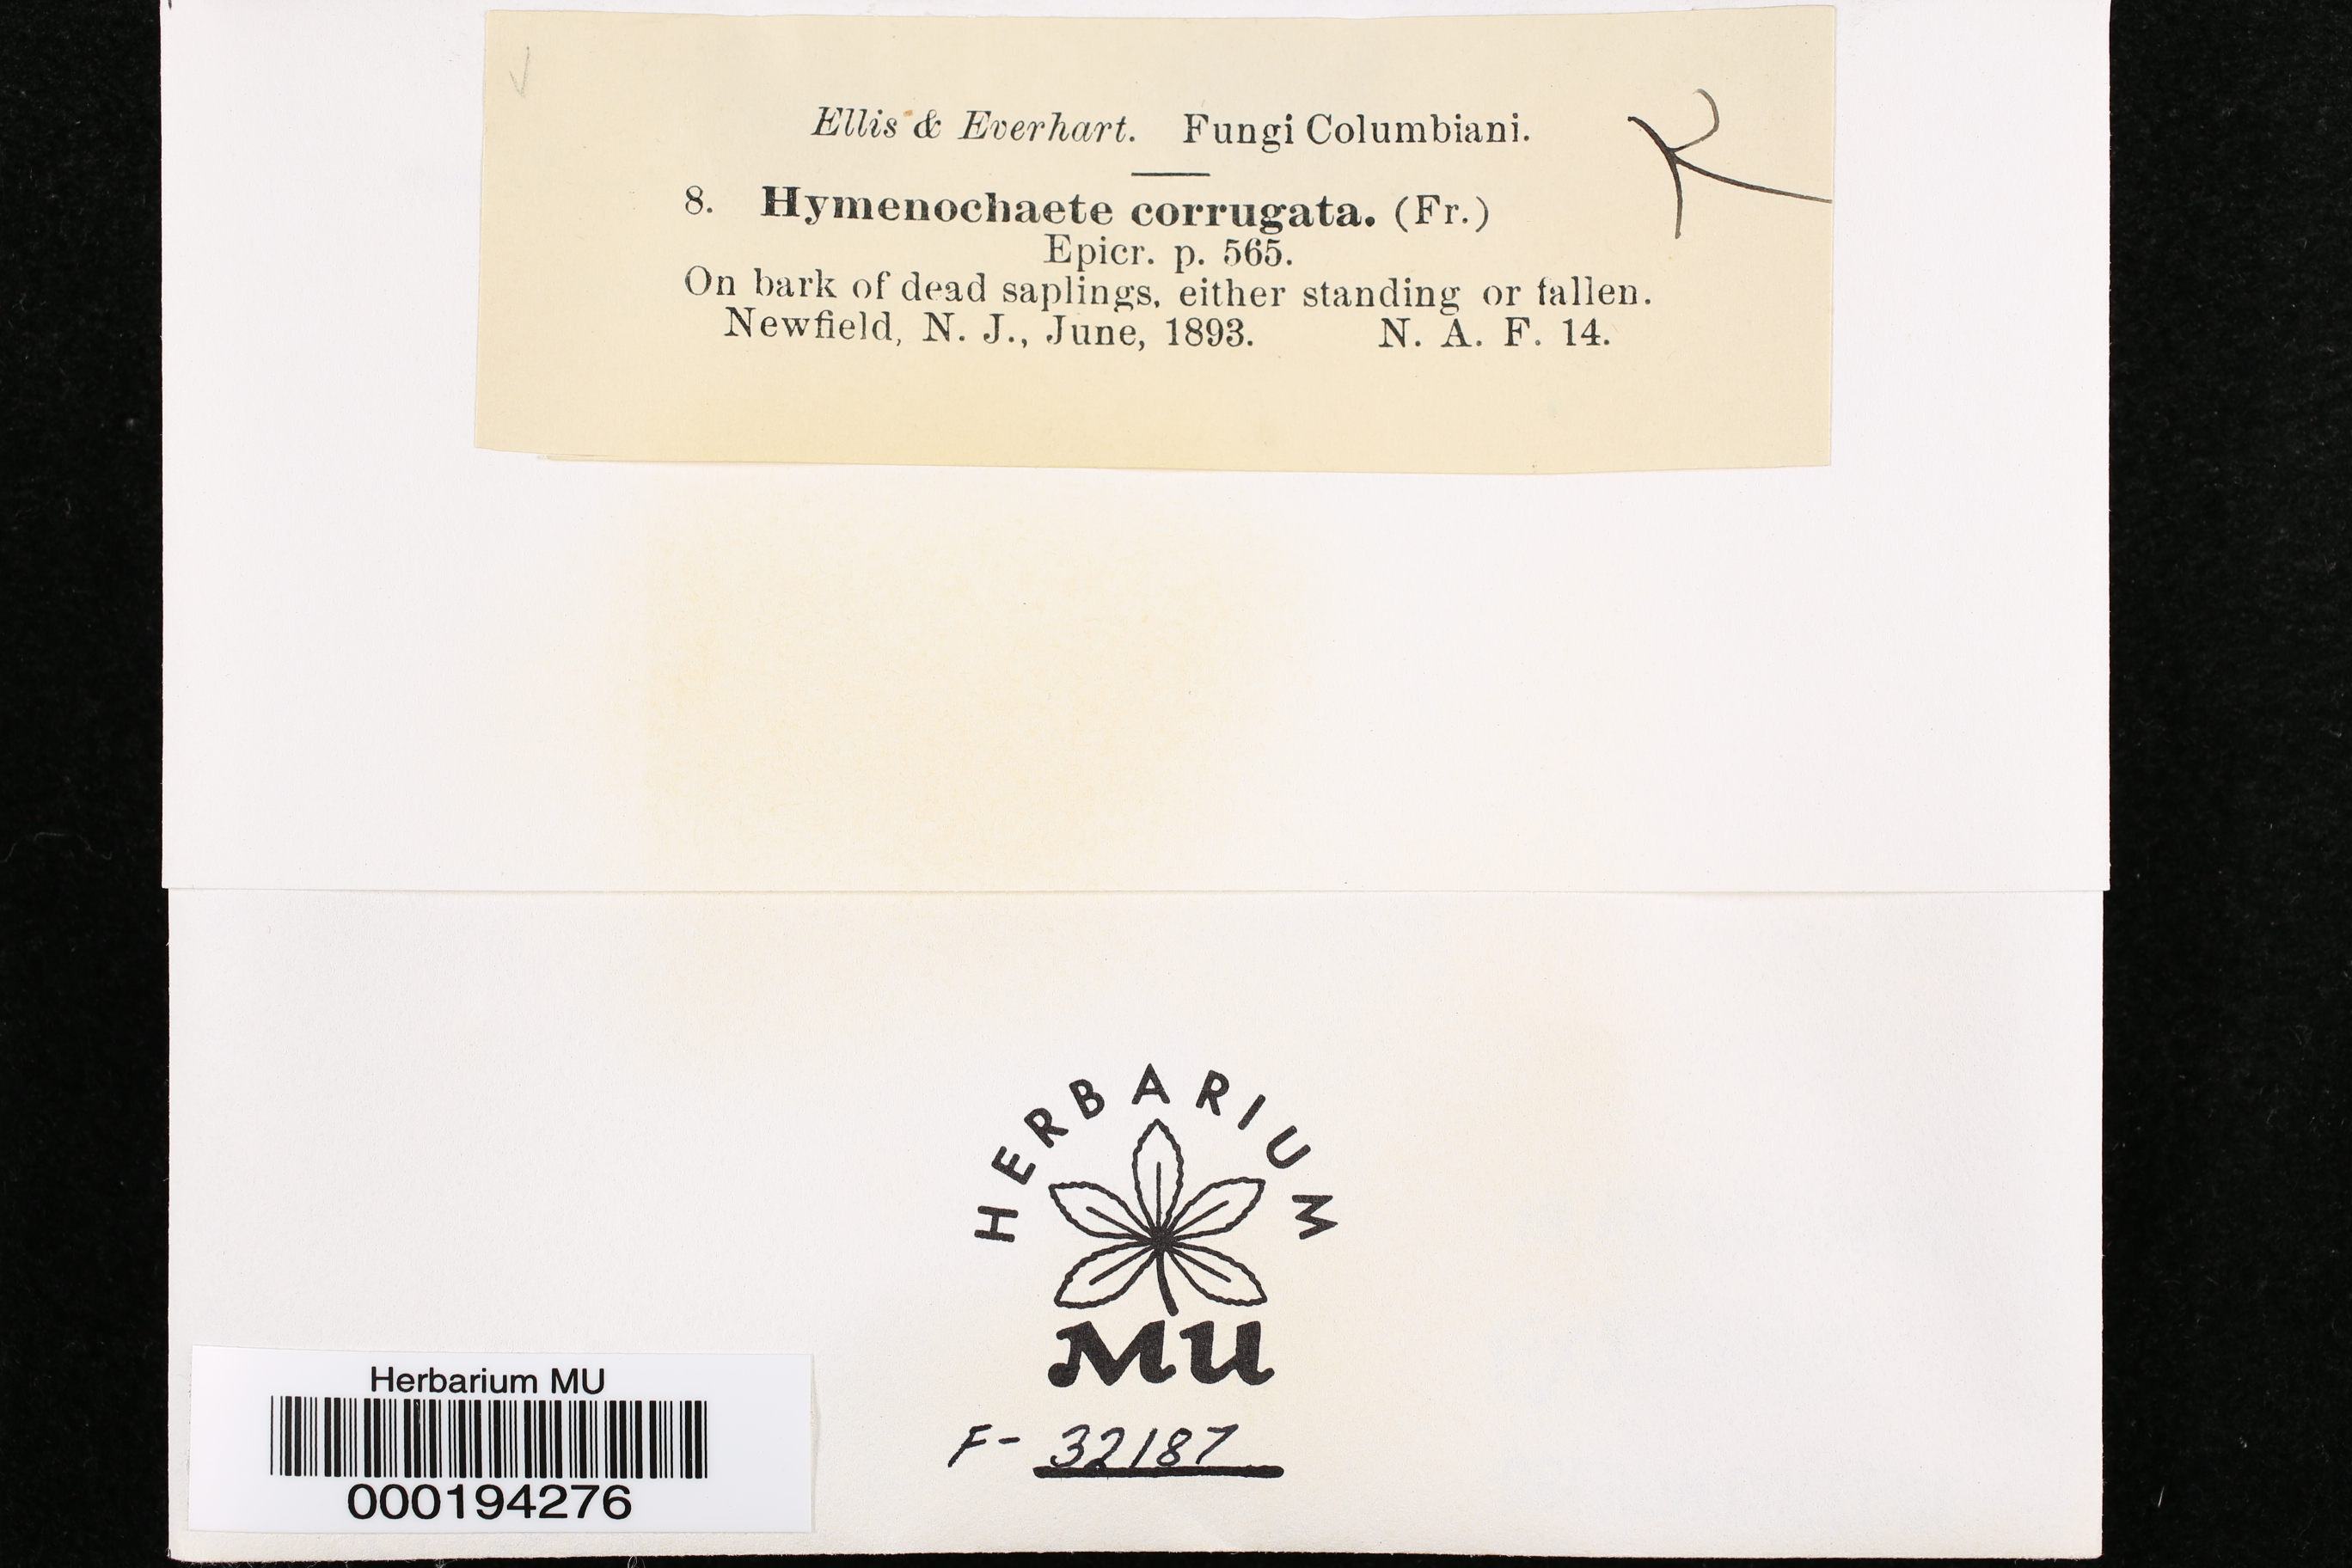 Ellis & Everhart. Fungi Columbiani.
8. Hymenochaete corrugata. (Fr.)
Epicr. p. 565.
On bark of dead saplings, either standing or fallen.
Newfield, N. J., June, 1893. N. A. F. 14.
HERBARIUM
MU
F- 32187
Herbarium MU
000194276